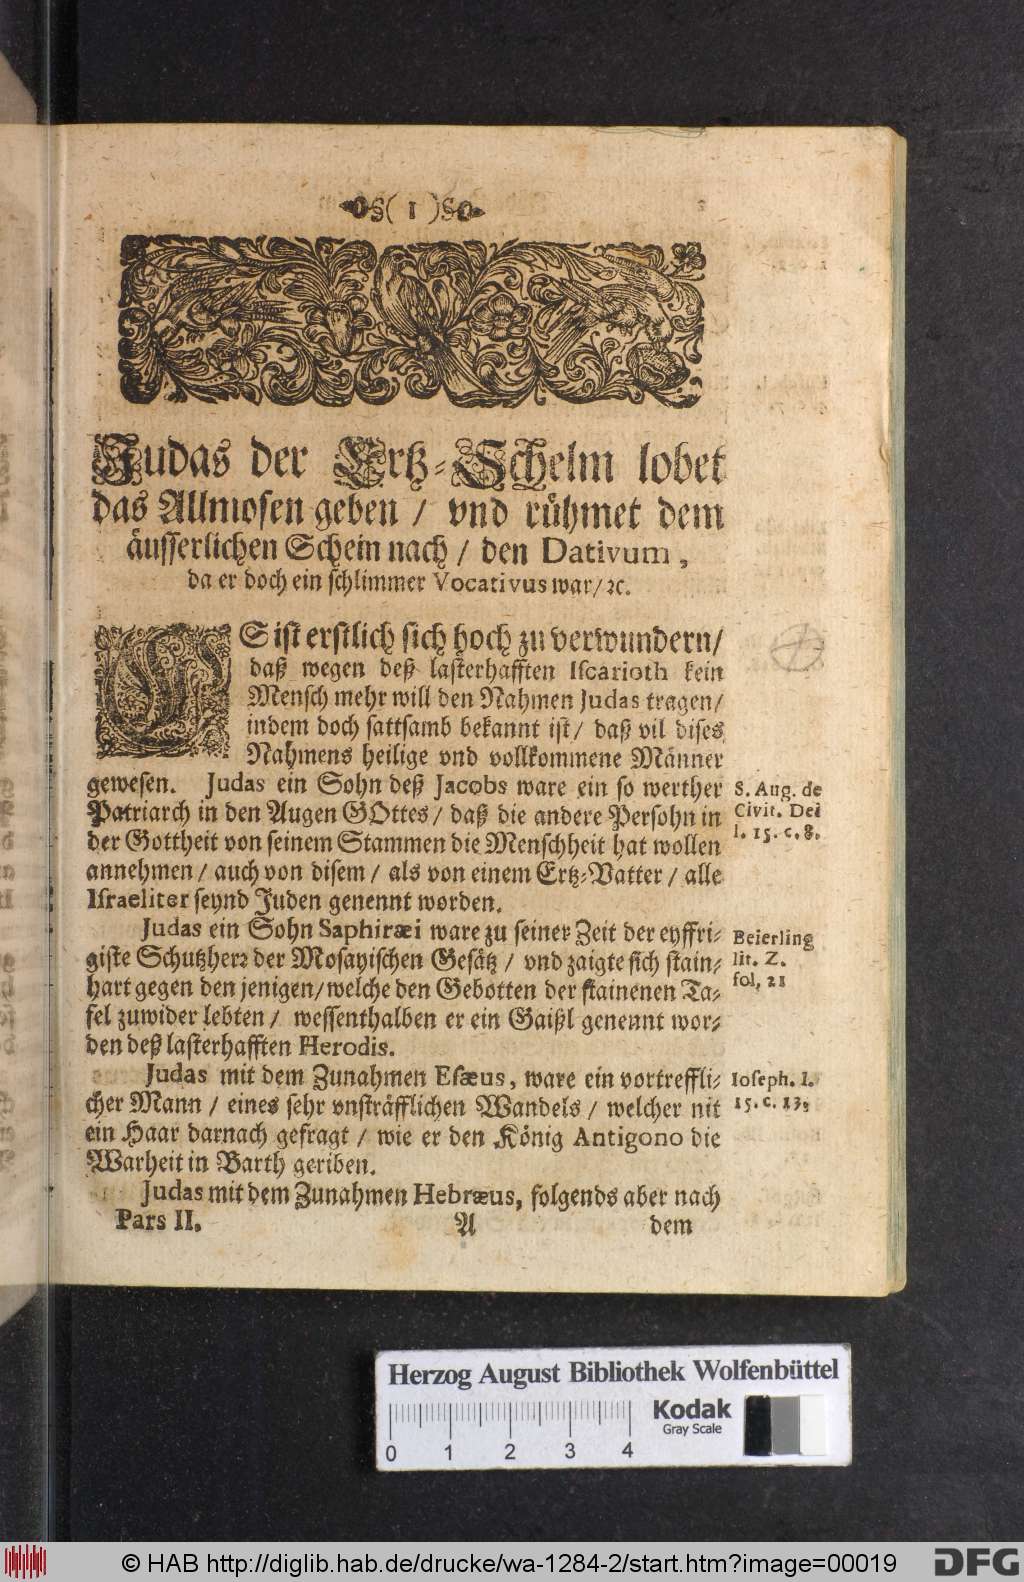 ( 1 )
Judas der Ertz-Schelm lobet
das Allmosen geben / vnd rühmet dem
äusserlichen Schein nach / den Dativum,
da er doch ein schlimmer Vocativus war / ꝛc.
ES ist erstlich sich hoch zu verwundern /
daß wegen deß lasterhafften Iscarioth kein
Mensch mehr will den Nahmen Judas tragen /
indem doch sattsamb bekannt ist / daß vil dises
Nahmens heilige vnd vollkommene Männer
gewesen. Judas ein Sohn deß Jacobs ware ein so werther
Patriarch in den Augen GOttes / daß die andere Persohn in
der Gottheit von seinem Stammen die Menschheit hat wollen
annehmen / auch von disem / als von einem Ertz-Vatter / alle
Israeliter seynd Juden genennt worden.
S. Aug. de
Civit. Dei
l. 15. c. 8.
Judas ein Sohn Saphiræi ware zu seiner Zeit der eyffri-
giste Schutzherꝛ der Mosayischen Gesätz / vnd zaigte sich stain-
hart gegen den jenigen / welche den Gebotten der stainenen Ta-
fel zuwider lebten / wessenthalben er ein Gaißl genennt wor-
den deß lasterhafften Herodis.
Beierling
lit. Z.
fol, 21
Judas mit dem Zunahmen Esæus, ware ein vortreffli-
cher Mann / eines sehr vnsträfflichen Wandels / welcher nit
ein Haar darnach gefragt / wie er den König Antigono die
Warheit in Barth geriben.
Ioseph. l.
15. c. 23,
Judas mit dem Zunahmen Hebræus, folgends aber nach
Pars II. A dem
Herzog August Bibliothek Wolfenbüttel
Kodak
Gray Scale
0 1 2 3 4
© HAB http://diglib.hab.de/drucke/wa-1284-2/start.htm?image=00019
DFG